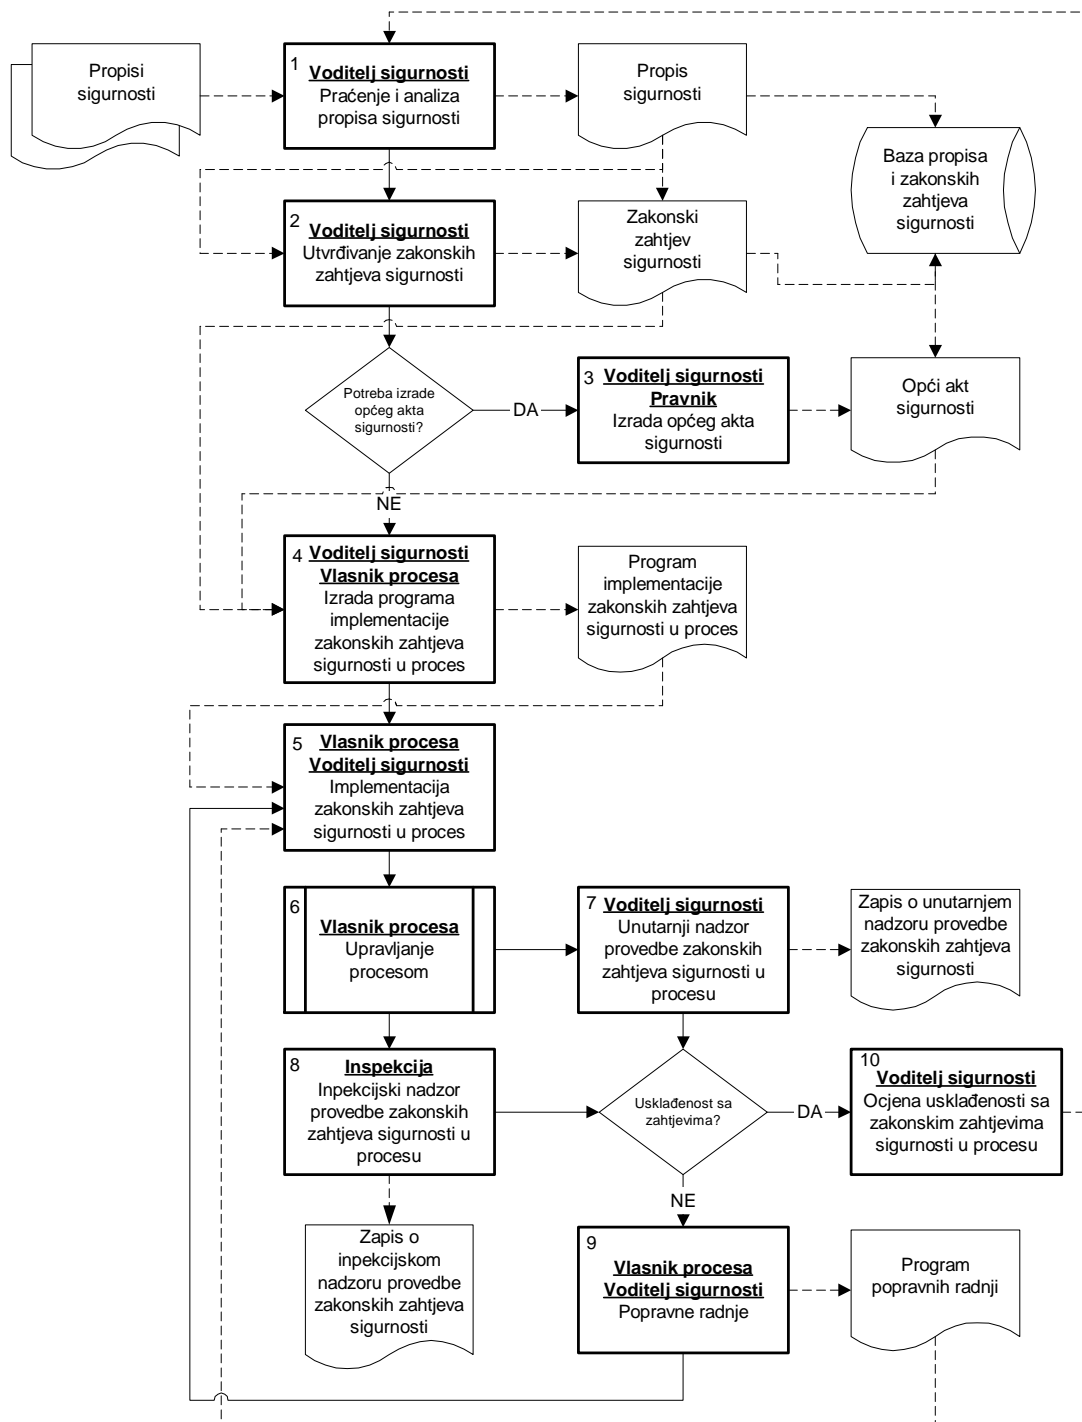 Propisi
sigurnosti
1
Voditelj sigurnosti
Praćenje i analiza
propisa sigurnosti
Propis
sigurnosti
Baza propisa
i zakonskih
zahtjeva
sigurnosti
2
Voditelj sigurnosti
Utvrđivanje zakonskih
zahtjeva sigurnosti
Zakonski
zahtjev
sigurnosti
Potreba izrade
općeg akta
sigurnosti?
DA
3
Voditelj sigurnosti
Pravnik
Izrada općeg akta
sigurnosti
Opći akt
sigurnosti
NE
4
Voditelj sigurnosti
Vlasnik procesa
Izrada programa
implementacije
zakonskih zahtjeva
sigurnosti u proces
Program
implementacije
zakonskih zahtjeva
sigurnosti u proces
5
Vlasnik procesa
Voditelj sigurnosti
Implementacija
zakonskih zahtjeva
sigurnosti u proces
6
Vlasnik procesa
Upravljanje
procesom
7
Voditelj sigurnosti
Unutarnji nadzor
provedbe zakonskih
zahtjeva sigurnosti u
procesu
Zapis o unutarnjem
nadzoru provedbe
zakonskih zahtjeva
sigurnosti
8
Inspekcija
Inpekcijski nadzor
provedbe zakonskih
zahtjeva sigurnosti u
procesu
Usklađenost sa
zahtjevima?
DA
10
Voditelj sigurnosti
Ocjena usklađenosti sa
zakonskim zahtjevima
sigurnosti u procesu
NE
Zapis o
inpekcijskom
nadzoru provedbe
zakonskih zahtjeva
sigurnosti
9
Vlasnik procesa
Voditelj sigurnosti
Popravne radnje
Program
popravnih radnji